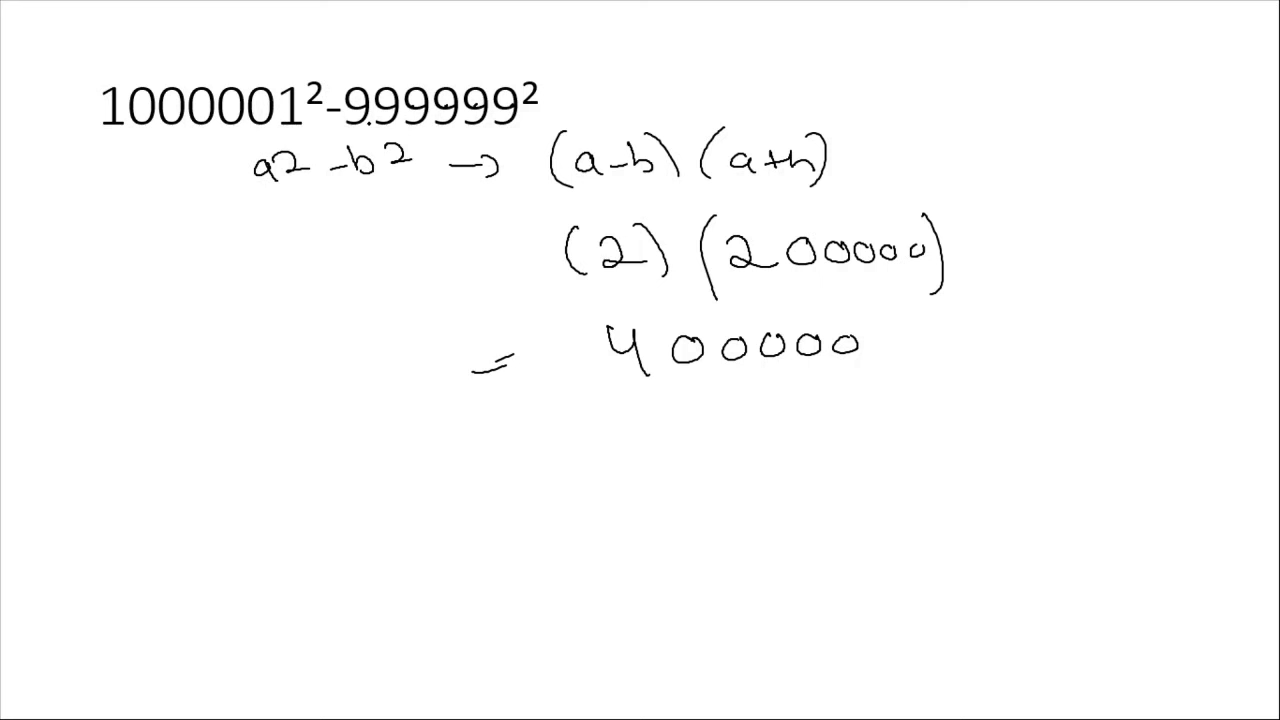 1000001²-999999²
a2 -b2 → (a-b) (a+b)
(2) (200000)
= 400000